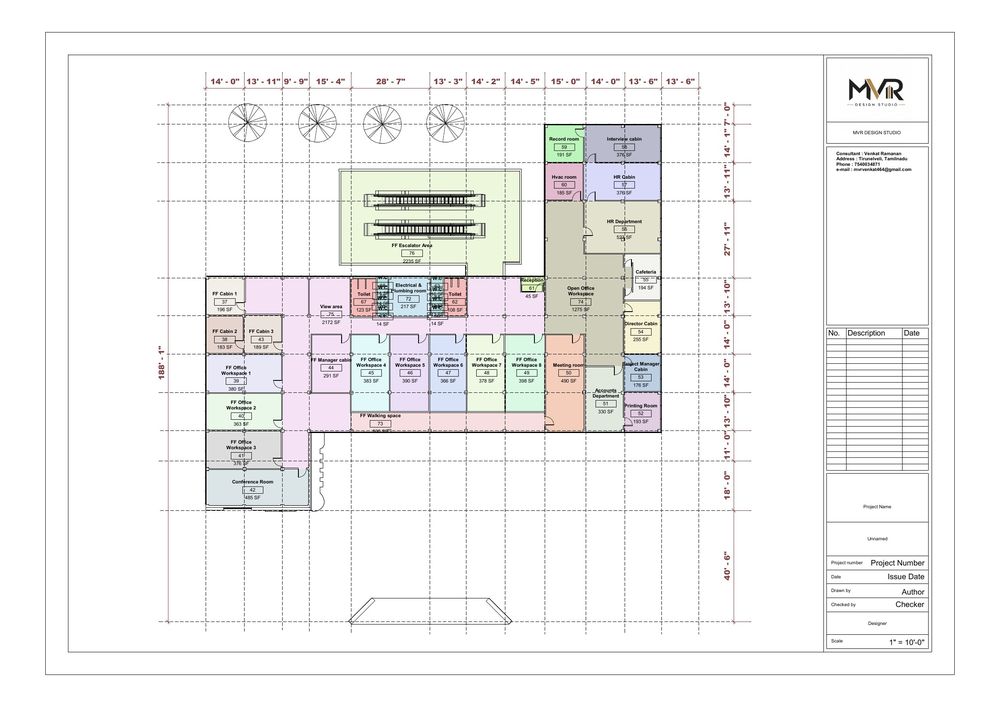 14' - 0" 13' - 11" 9' - 9" 15' - 4" 28' - 7" 13' - 3" 14' - 2" 14' - 5" 15' - 0" 14' - 0" 13' - 6" 13' - 6"
7' - 0"
14' - 1"
13' - 11"
27' - 11"
13' - 10"
14' - 0"
14' - 0"
13' - 10"
11' - 0"
18' - 0"
40' - 6"
188' - 1"
Record room
59
191 SF
Interview cabin
58
376 SF
Hvac room
60
185 SF
HR Cabin
57
376 SF
HR Department
FF Escalator Area
76
2235 SF
Cafeteria
194 SF
Open Office
Workspace
74
1275 SF
Reception
61
45 SF
Electrical &
Plumbing room
72
217 SF
Toilet
67
123 SF
Toilet
62
108 SF
14 SF
14 SF
View area
75
2172 SF
FF Cabin 1
37
196 SF
FF Cabin 2
38
183 SF
FF Cabin 3
43
189 SF
Director Cabin
54
255 SF
FF Office
Workspace 1
39
380 SF
FF Manager cabin
44
291 SF
FF Office
Workspace 4
45
383 SF
FF Office
Workspace 5
46
390 SF
FF Office
Workspace 6
47
366 SF
FF Office
Workspace 7
48
378 SF
FF Office
Workspace 8
49
398 SF
Meeting room
50
490 SF
Project Manager
Cabin
53
176 SF
Accounts
Department
51
330 SF
Printing Room
52
193 SF
FF Office
Workspace 2
40
363 SF
FF Walking space
73
FF Office
Workspace 3
41
376 SF
Conference Room
42
485 SF
MVR
DESIGN STUDIO
MVR DESIGN STUDIO
Consultant : Venkat Ramanan
Address : Tirunelveli, Tamilnadu
Phone : 7540034871
e-mail : mvrvenkat464@gmail.com
No. Description Date
Project Name
Unnamed
Project number Project Number
Date Issue Date
Drawn by Author
Checked by Checker
Designer
Scale 1" = 10'-0"